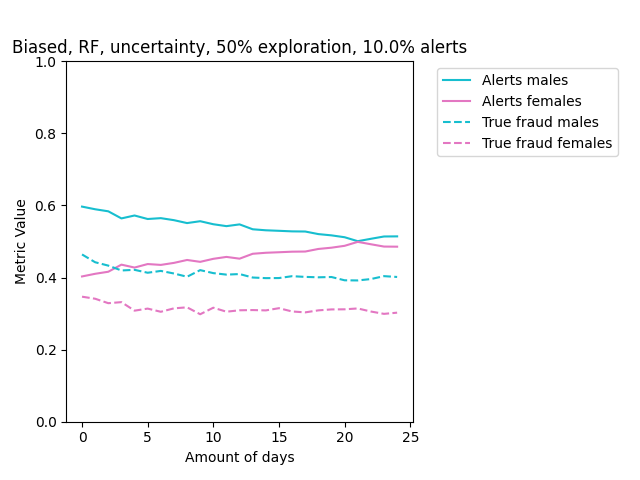 Biased, RF, uncertainty, 50% exploration, 10.0% alerts
1.0
0.8
0.6
0.4
0.2
0.0
Metric Value
0 5 10 15 20 25
Amount of days
Alerts males
Alerts females
True fraud males
True fraud females